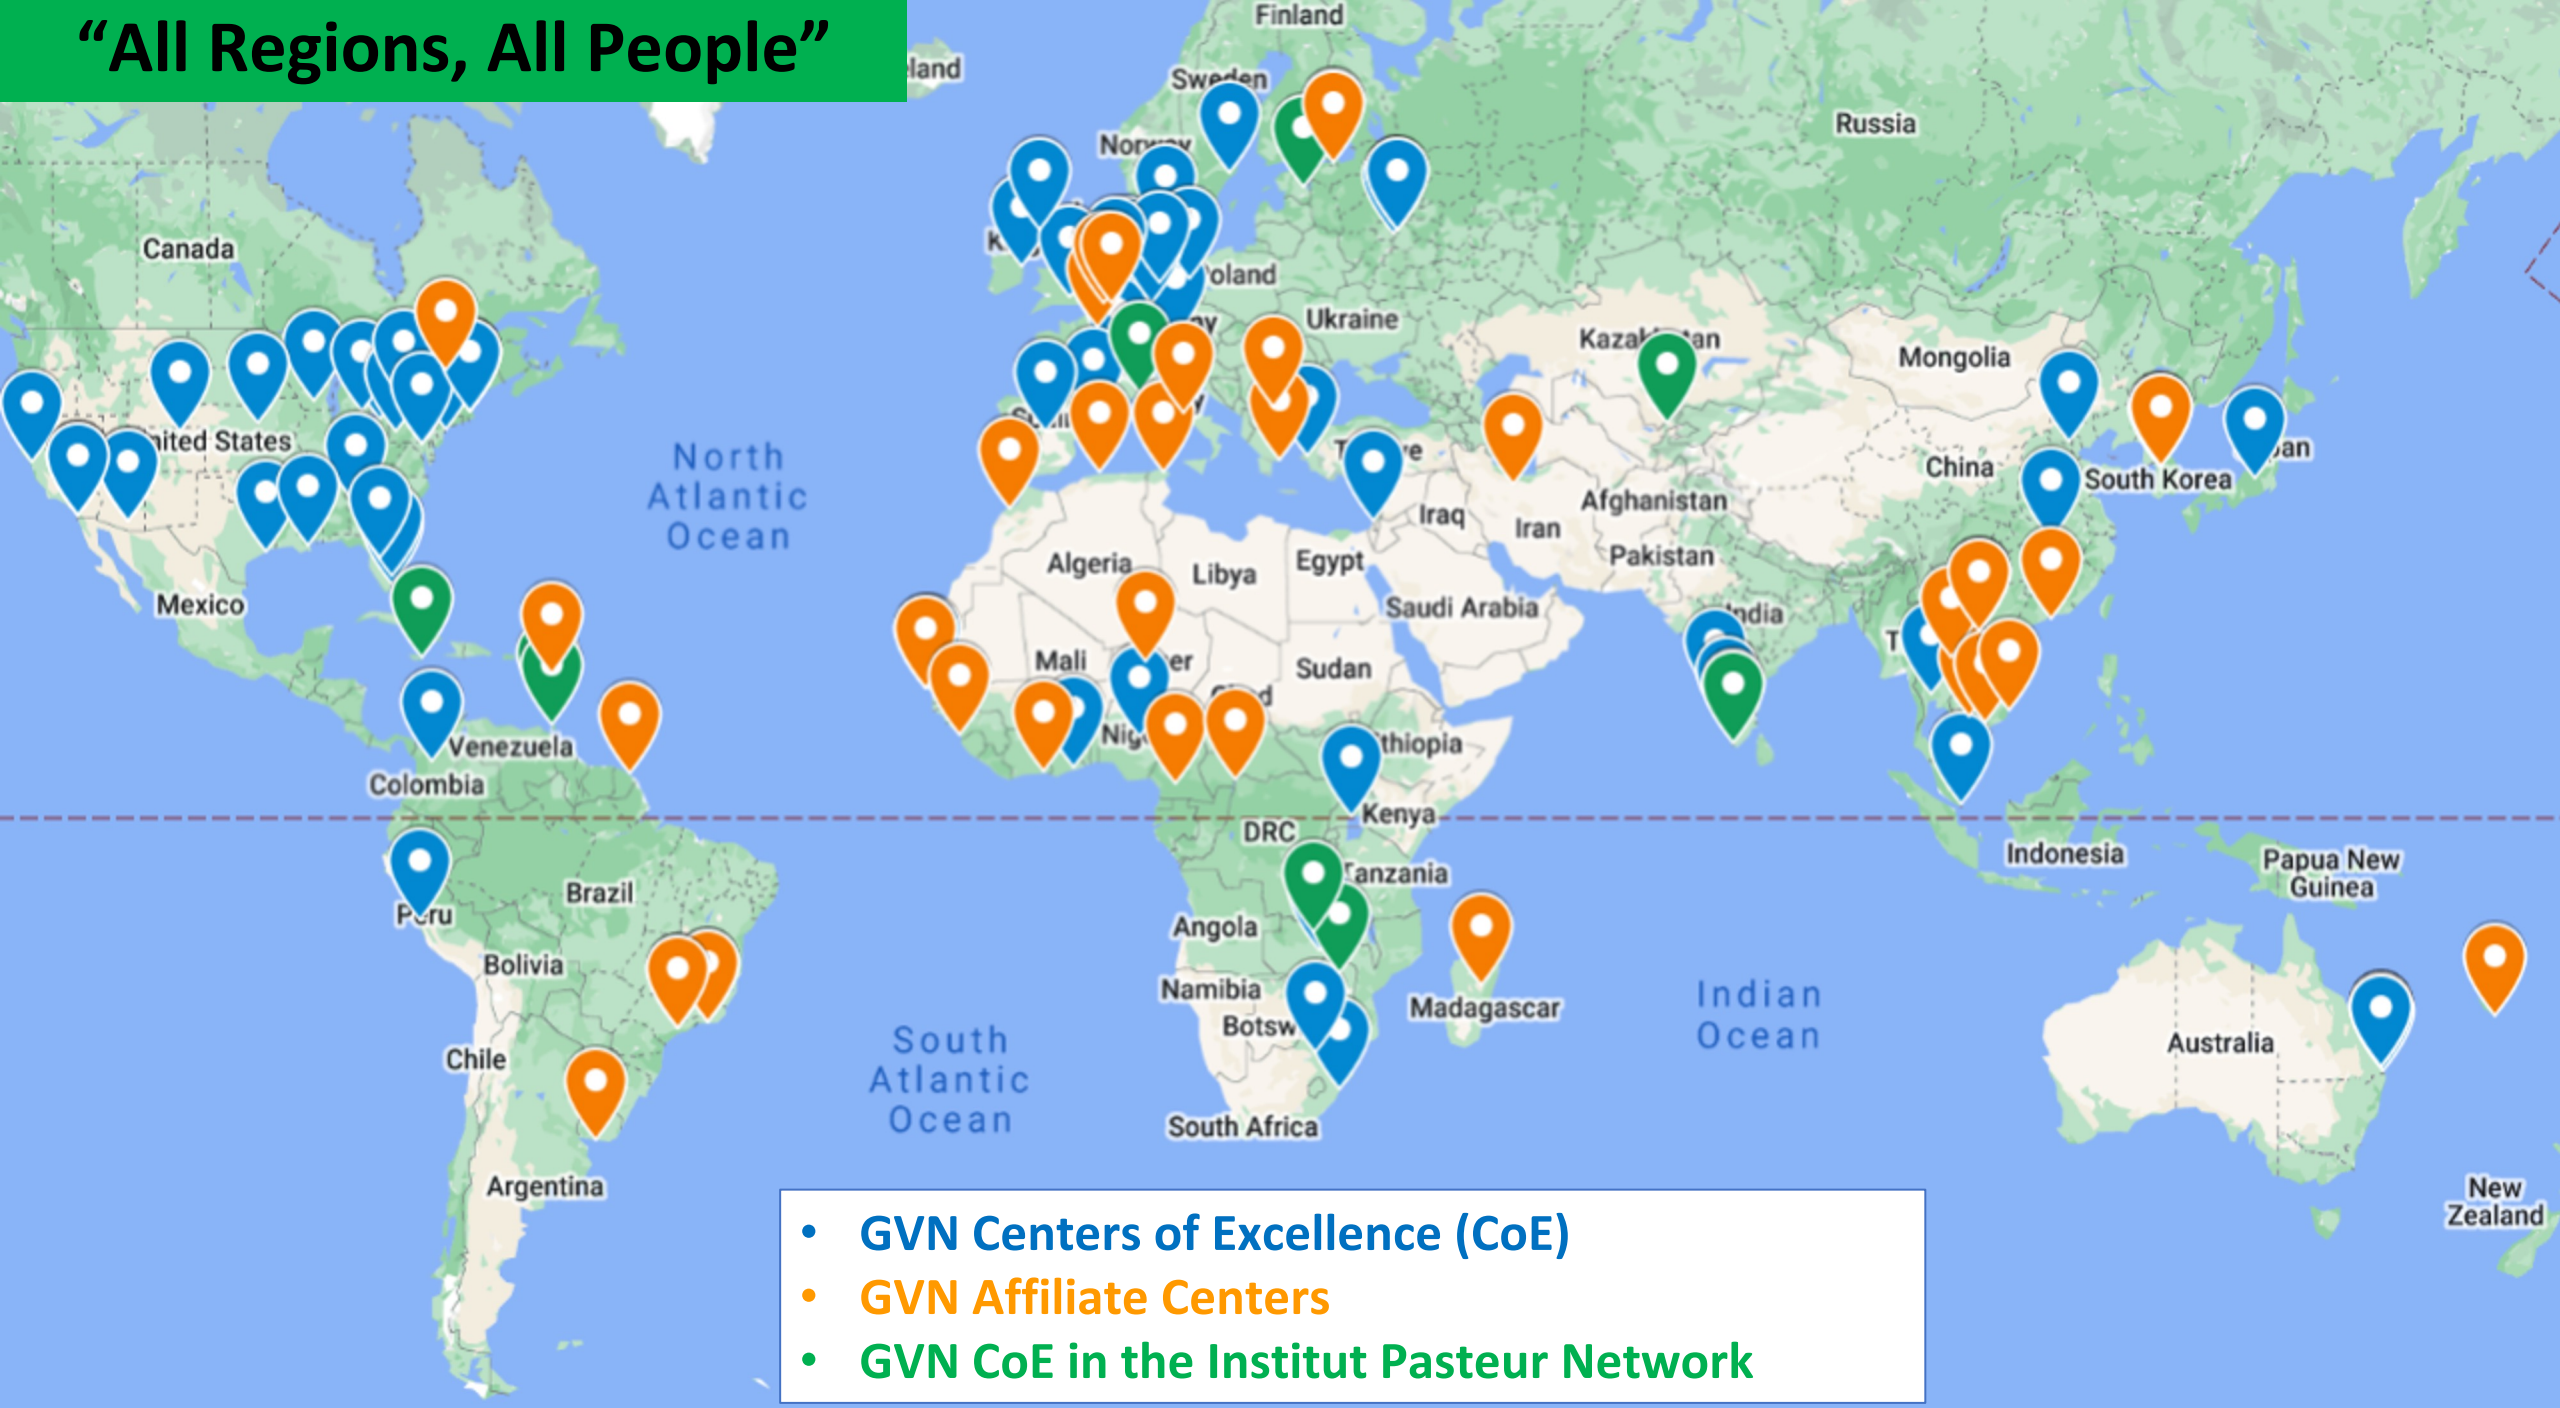 “All Regions, All People”
Finland
Sweden
Russia
Canada
Poland
Ukraine
Mongolia
United States
North
Atlantic
Ocean
China
South Korea
Afghanistan
Iraq
Iran
Pakistan
Algeria
Libya
Egypt
Saudi Arabia
India
Mexico
Mali
Sudan
Venezuela
Colombia
Ethiopia
Kenya
DRC
Tanzania
Indonesia
Papua New
Guinea
Brazil
Peru
Angola
Bolivia
Namibia
Botsw
Madagascar
Indian
Ocean
Australia
Chile
South
Atlantic
Ocean
South Africa
Argentina
New
Zealand
• GVN Centers of Excellence (CoE)
• GVN Affiliate Centers
• GVN CoE in the Institut Pasteur Network